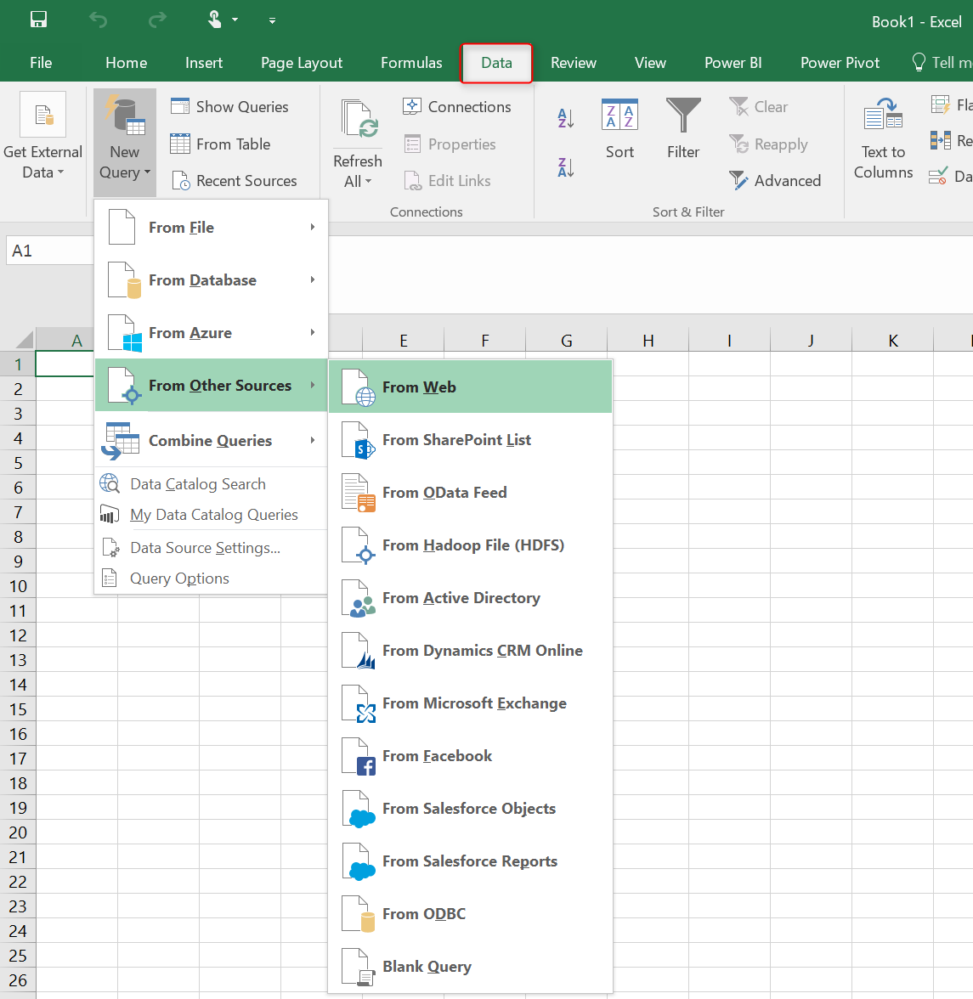 Book1 - Excel
File Home Insert Page Layout Formulas Data Review View Power BI Power Pivot Tell m
Get External Data
New Query
Show Queries
From Table
Recent Sources
Refresh All
Connections
Properties
Edit Links
Connections
A Z
Z A
Z A A Z
Sort
Filter
Clear
Reapply
Advanced
Sort & Filter
Text to Columns
Fla
Re
Da
A1
From File
From Database
From Azure
From Other Sources
Combine Queries
Data Catalog Search
My Data Catalog Queries
Data Source Settings...
Query Options
From Web
From SharePoint List
From OData Feed
From Hadoop File (HDFS)
From Active Directory
From Dynamics CRM Online
From Microsoft Exchange
From Facebook
From Salesforce Objects
From Salesforce Reports
From ODBC
Blank Query
A E F G H I J K
1
2
3
4
5
6
7
8
9
10
11
12
13
14
15
16
17
18
19
20
21
22
23
24
25
26